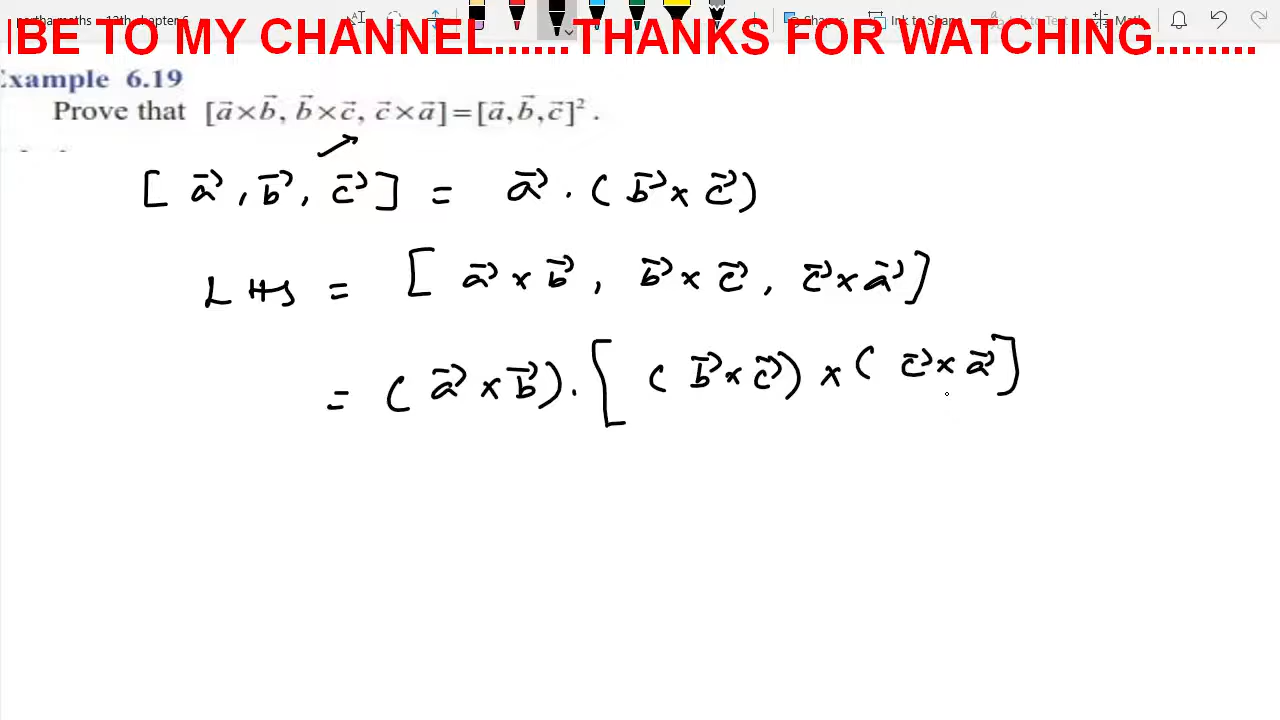 IBE TO MY CHANNEL......THANKS FOR WATCHING........
Example 6.19
Prove that [a⃗×b⃗, b⃗×c⃗, c⃗×a⃗]=[a⃗,b⃗,c⃗]².
[ a⃗, b⃗, c⃗ ] = a⃗ . ( b⃗ × c⃗ )
LHS = [ a⃗ × b⃗, b⃗ × c⃗, c⃗ × a⃗ ]
= ( a⃗ × b⃗ ) . [ ( b⃗ × c⃗ ) × ( c⃗ × a⃗ ]